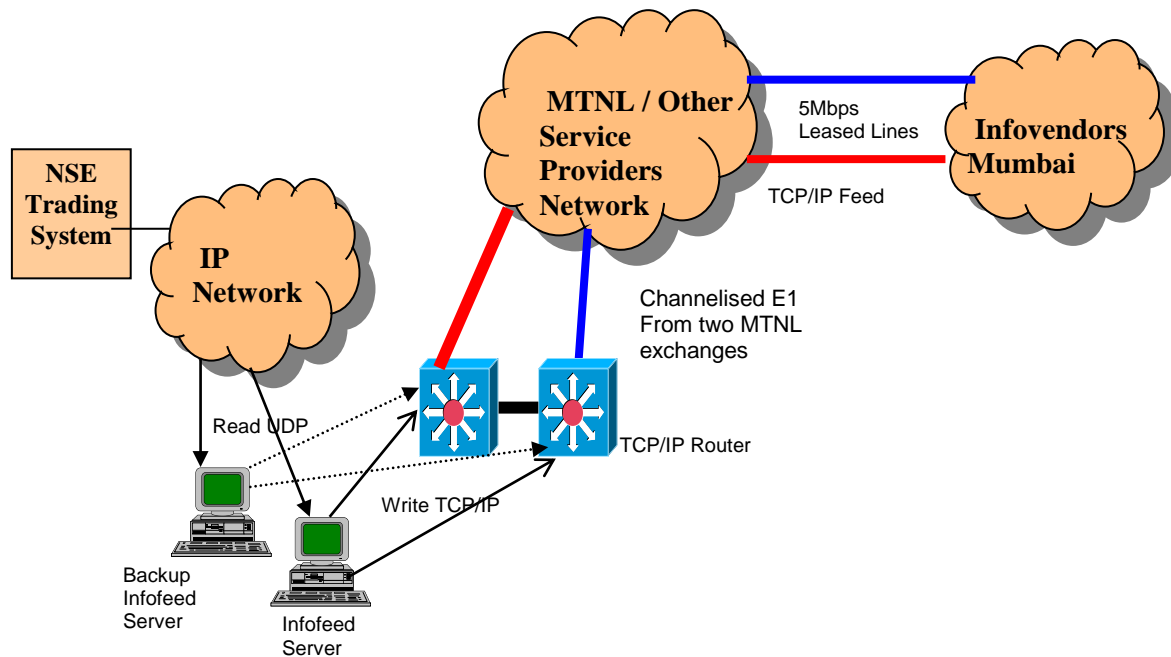 NSE
Trading
System
IP
Network
MTNL / Other
Service
Providers
Network
5Mbps
Leased Lines
TCP/IP Feed
Infovendors
Mumbai
Channelised E1
From two MTNL
exchanges
Read UDP
TCP/IP Router
Write TCP/IP
Backup
Infofeed
Server
Infofeed
Server